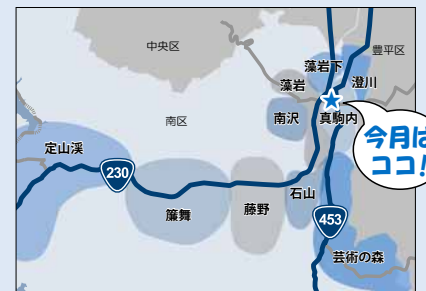 中央区
豊平区
藻岩下
藻岩
澄川
南区
南沢
真駒内
今月は
ココ!
定山渓
230
簾舞
藤野
石山
453
芸術の森